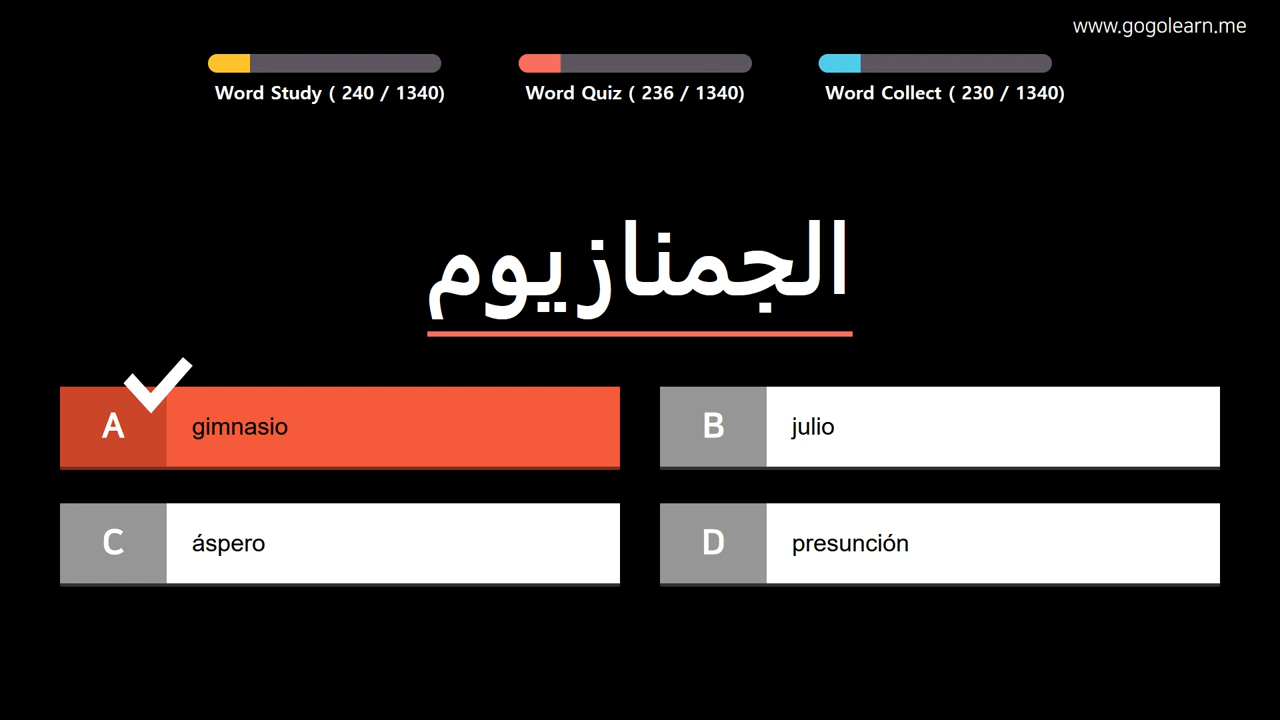 www.gogolearn.me
Word Study ( 240 / 1340)
Word Quiz ( 236 / 1340)
Word Collect ( 230 / 1340)
الجمنازيوم
A gimnasio
B julio
C áspero
D presunción